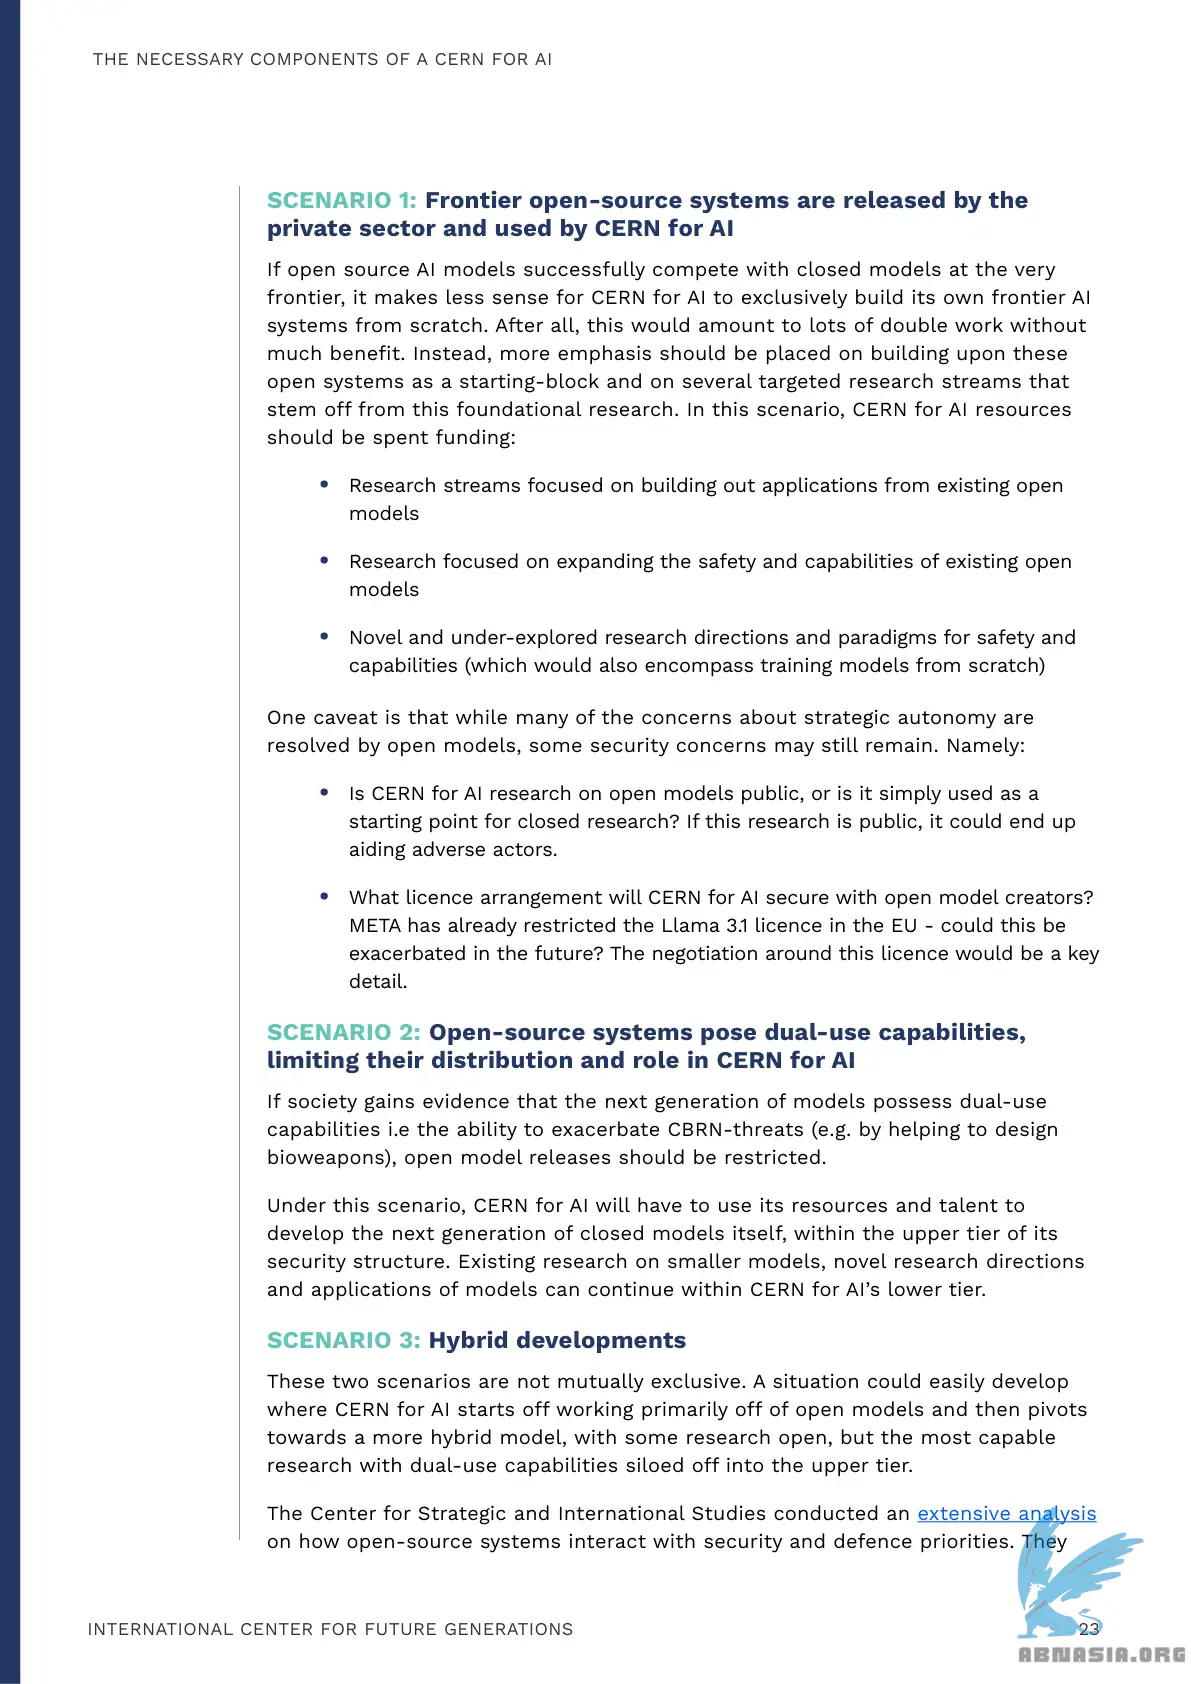 THE NECESSARY COMPONENTS OF A CERN FOR AI
SCENARIO 1: Frontier open-source systems are released by the
private sector and used by CERN for AI
If open source AI models successfully compete with closed models at the very
frontier, it makes less sense for CERN for AI to exclusively build its own frontier AI
systems from scratch. After all, this would amount to lots of double work without
much benefit. Instead, more emphasis should be placed on building upon these
open systems as a starting-block and on several targeted research streams that
stem off from this foundational research. In this scenario, CERN for AI resources
should be spent funding:
• Research streams focused on building out applications from existing open
models
• Research focused on expanding the safety and capabilities of existing open
models
• Novel and under-explored research directions and paradigms for safety and
capabilities (which would also encompass training models from scratch)
One caveat is that while many of the concerns about strategic autonomy are
resolved by open models, some security concerns may still remain. Namely:
• Is CERN for AI research on open models public, or is it simply used as a
starting point for closed research? If this research is public, it could end up
aiding adverse actors.
• What licence arrangement will CERN for AI secure with open model creators?
META has already restricted the Llama 3.1 licence in the EU - could this be
exacerbated in the future? The negotiation around this licence would be a key
detail.
SCENARIO 2: Open-source systems pose dual-use capabilities,
limiting their distribution and role in CERN for AI
If society gains evidence that the next generation of models possess dual-use
capabilities i.e the ability to exacerbate CBRN-threats (e.g. by helping to design
bioweapons), open model releases should be restricted.
Under this scenario, CERN for AI will have to use its resources and talent to
develop the next generation of closed models itself, within the upper tier of its
security structure. Existing research on smaller models, novel research directions
and applications of models can continue within CERN for AI’s lower tier.
SCENARIO 3: Hybrid developments
These two scenarios are not mutually exclusive. A situation could easily develop
where CERN for AI starts off working primarily off of open models and then pivots
towards a more hybrid model, with some research open, but the most capable
research with dual-use capabilities siloed off into the upper tier.
The Center for Strategic and International Studies conducted an extensive analysis
on how open-source systems interact with security and defence priorities. They
INTERNATIONAL CENTER FOR FUTURE GENERATIONS
23
ABNASIA.ORG